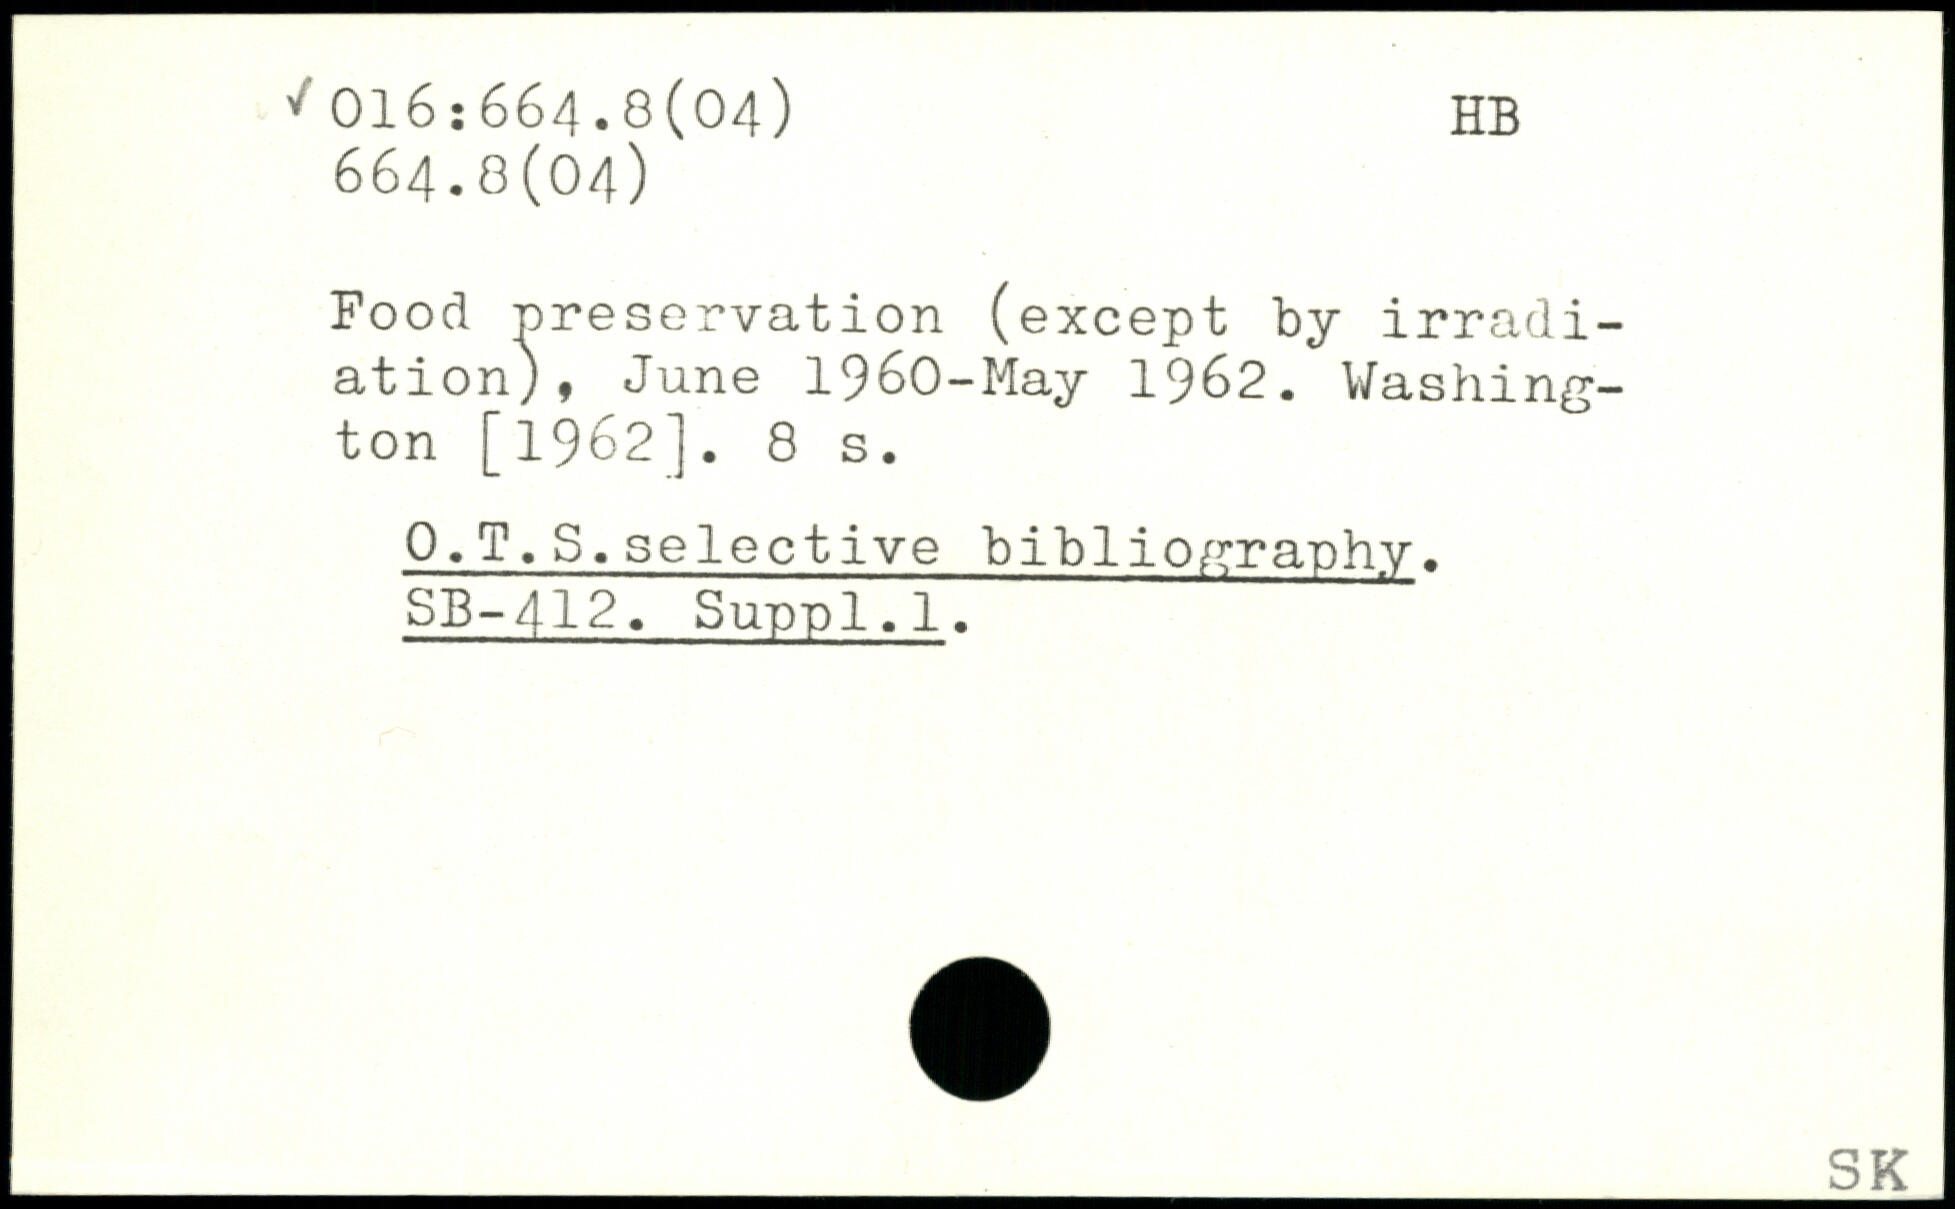 ✓ 016:664.8(04) HB
664.8(04)
Food preservation (except by irradi-
ation), June 1960-May 1962. Washing-
ton [1962]. 8 s.
O.T.S.selective bibliography.
SB-412. Suppl.1.
SK